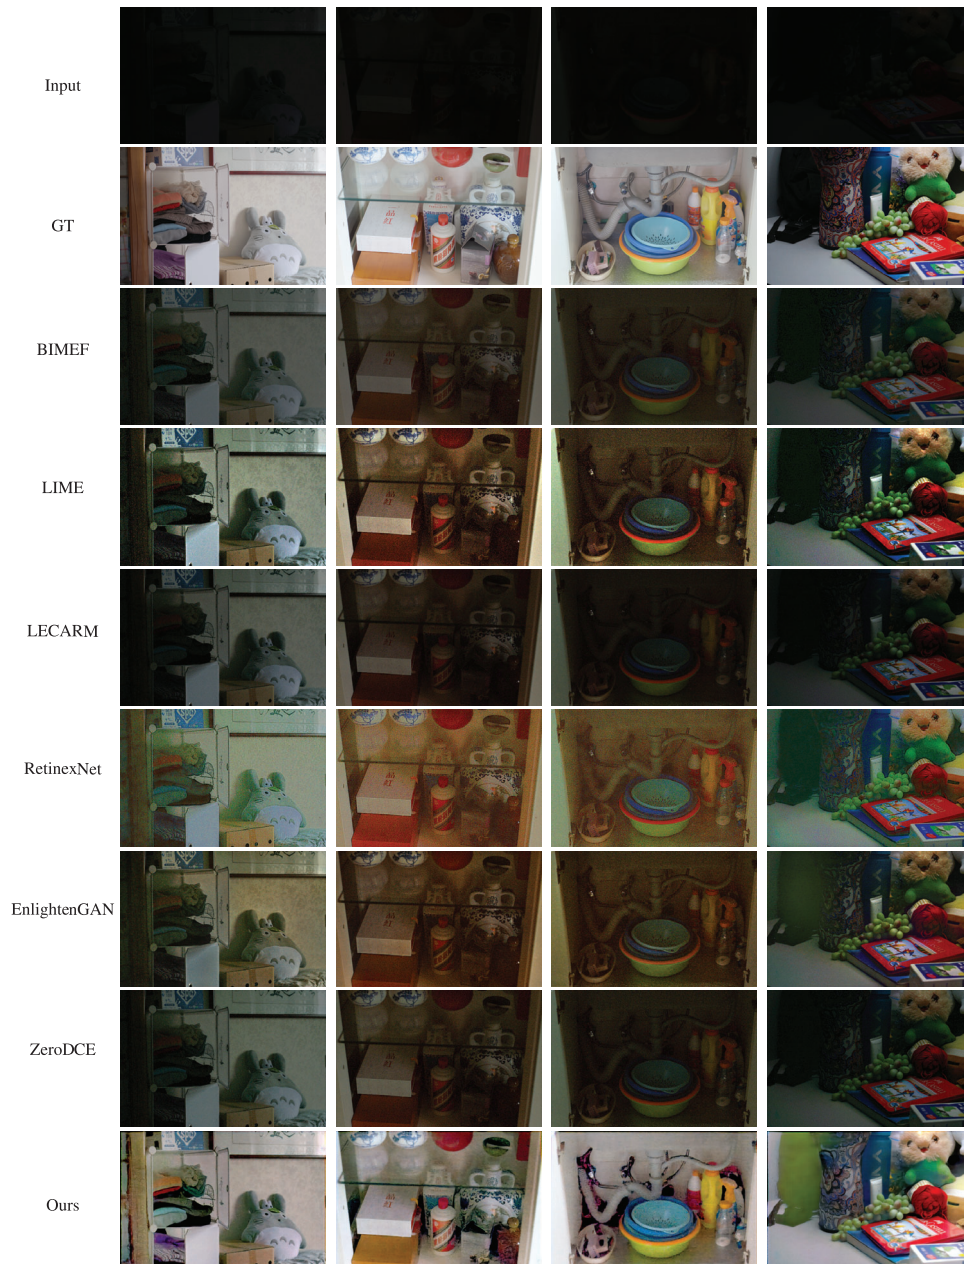 Input
GT
BIMEF
LIME
LECARM
RetinexNet
EnlightenGAN
ZeroDCE
Ours